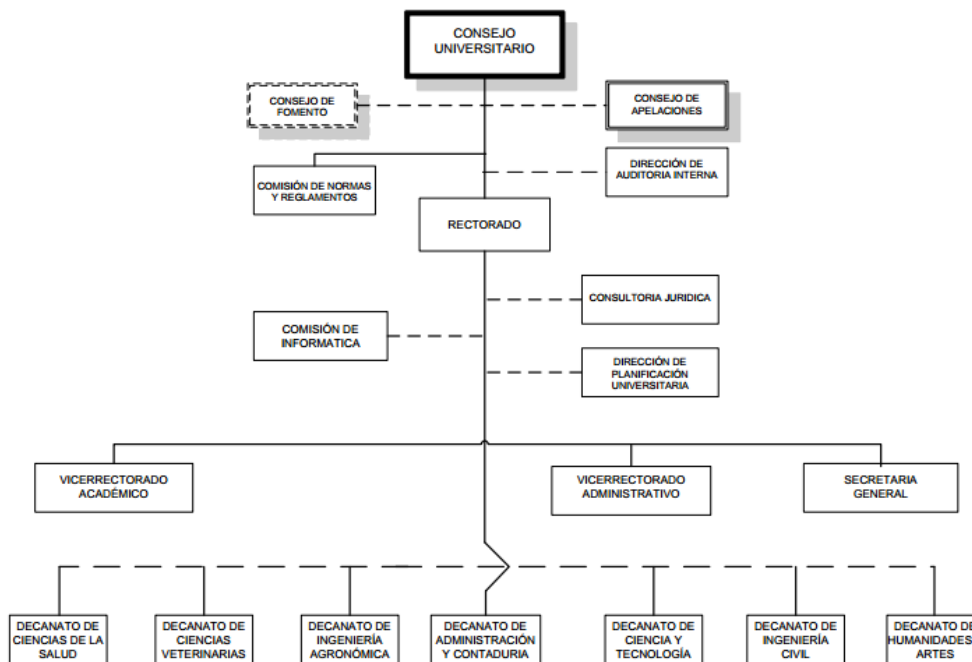 CONSEJO
UNIVERSITARIO
CONSEJO DE
FOMENTO
CONSEJO DE
APELACIONES
COMISIÓN DE NORMAS
Y REGLAMENTOS
DIRECCIÓN DE
AUDITORIA INTERNA
RECTORADO
CONSULTORIA JURIDICA
COMISIÓN DE
INFORMATICA
DIRECCIÓN DE
PLANIFICACIÓN
UNIVERSITARIA
VICERRECTORADO
ACADÉMICO
VICERRECTORADO
ADMINISTRATIVO
SECRETARIA
GENERAL
DECANATO DE
CIENCIAS DE LA
SALUD
DECANATO DE
CIENCIAS
VETERINARIAS
DECANATO DE
INGENIERÍA
AGRONÓMICA
DECANATO DE
ADMINISTRACIÓN
Y CONTADURIA
DECANATO DE
CIENCIA Y
TECNOLOGÍA
DECANATO DE
INGENIERÍA
CIVIL
DECANATO DE
HUMANIDADES
ARTES